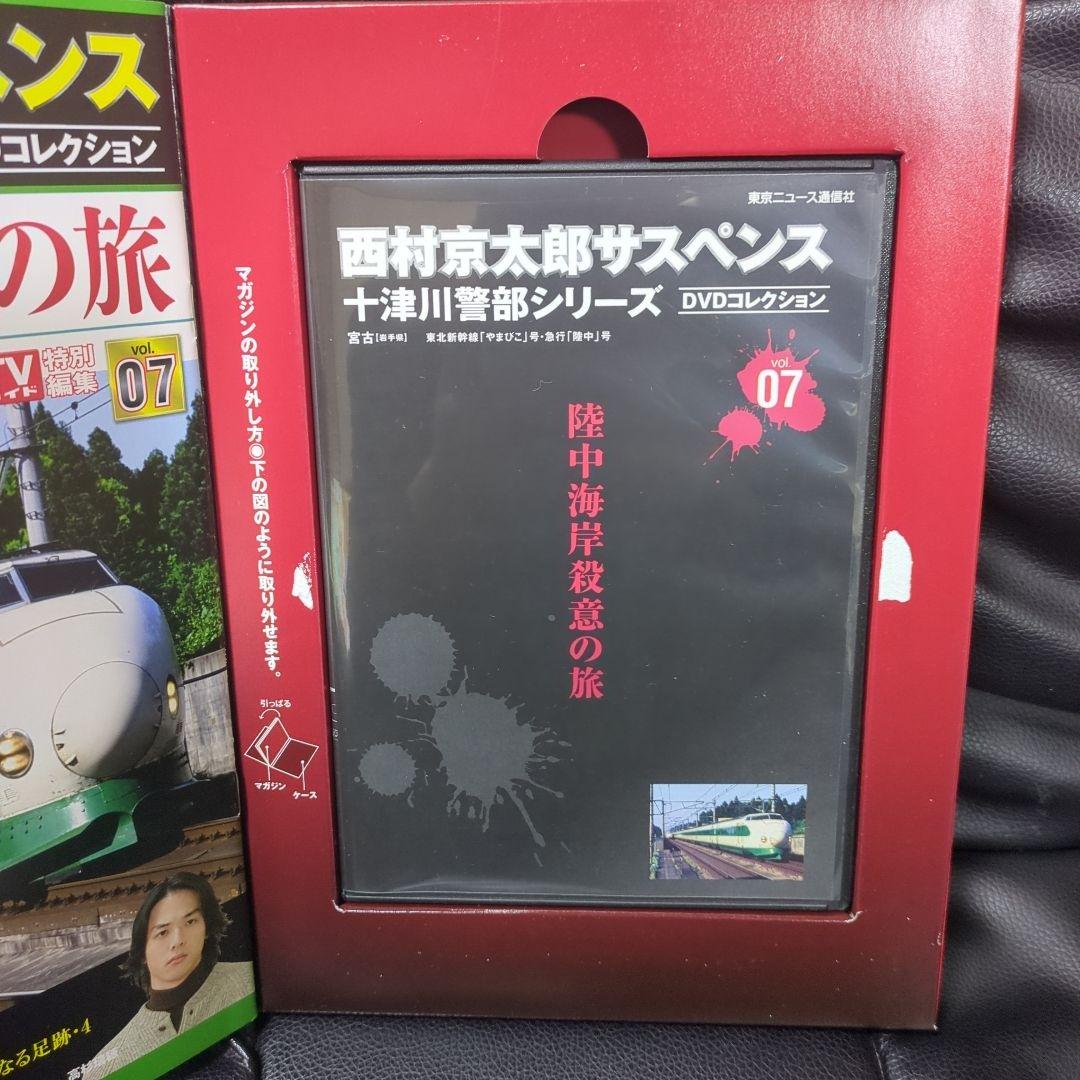 ンス
コレクション
の旅
TV
イド
特別
編集
vol.
07
なる足跡・4
高村
マガジンの取り外し方◉下の図のように取り外せます。
引っぱる
マガジン
ケース
東京ニュース通信社
西村京太郎サスペンス
十津川警部シリーズ
DVDコレクション
宮古[岩手県] 東北新幹線「やまびこ」号・急行「陸中」号
vol.
07
陸中海岸殺意の旅